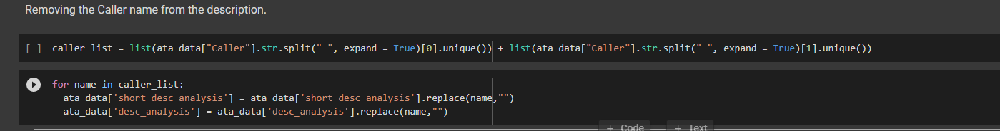 Removing the Caller name from the description.
[ ] caller_list = list(ata_data["Caller"].str.split(" ", expand = True)[0].unique()) + list(ata_data["Caller"].str.split(" ", expand = True)[1].unique())
for name in caller_list:
  ata_data['short_desc_analysis'] = ata_data['short_desc_analysis'].replace(name,"")
  ata_data['desc_analysis'] = ata_data['desc_analysis'].replace(name,"")
+ Code + Text